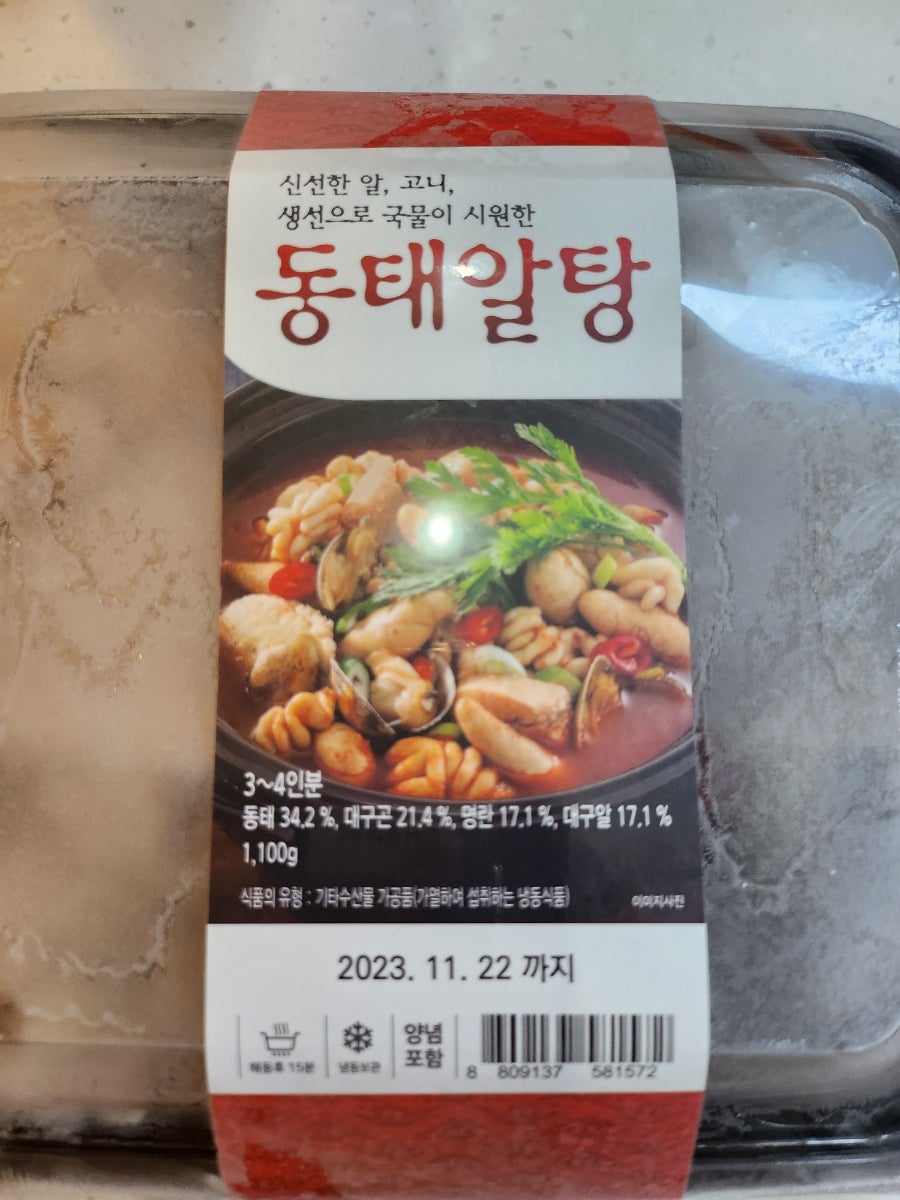 신선한 알, 고니,
생선으로 국물이 시원한
동태알탕
3~4인분
동태 34.2 %, 대구곤 21.4 %, 명란 17.1 %, 대구알 17.1 %
1,100g
식품의 유형 : 기타수산물 가공품(가열하여 섭취하는 냉동식품)
이미지사진
2023. 11. 22 까지
해동후 15분
냉동보관
양념
포함
8 809137 581572